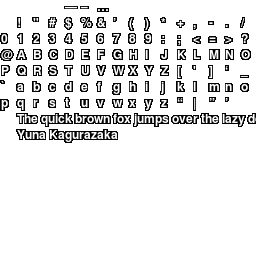 — – …
! " # $ % & ' ( ) * + , - . /
0 1 2 3 4 5 6 7 8 9 : ; < = > ?
@ A B C D E F G H I J K L M N O
P Q R S T U V W X Y Z [ ' ] ' _
` a b c d e f g h i j k l m n o
p q r s t u v w x y z " | " '
The quick brown fox jumps over the lazy d
Yuna Kagurazaka